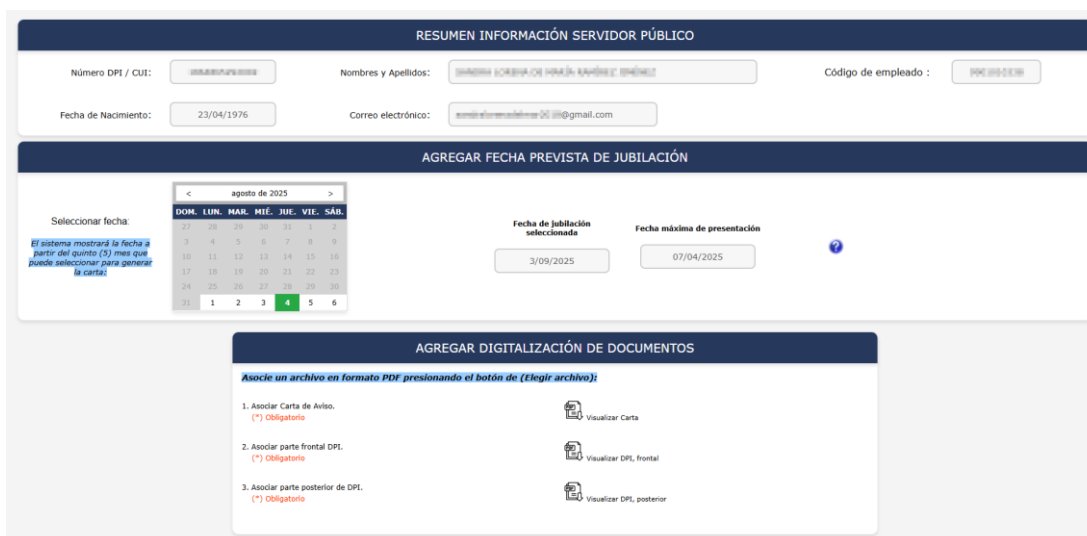 RESUMEN INFORMACIÓN SERVIDOR PÚBLICO
Número DPI / CUI:
Nombres y Apellidos:
Código de empleado :
Fecha de Nacimiento: 23/04/1976
Correo electrónico: @gmail.com
AGREGAR FECHA PREVISTA DE JUBILACIÓN
Seleccionar fecha:
El sistema mostrará la fecha a
partir del quinto (5) mes que
puede seleccionar para generar
la carta:
< agosto de 2025 >
DOM. LUN. MAR. MIÉ. JUE. VIE. SÁB.
27 28 29 30 31 1 2
3 4 5 6 7 8 9
10 11 12 13 14 15 16
17 18 19 20 21 22 23
24 25 26 27 28 29 30
31 1 2 3 4 5 6
Fecha de jubilación
seleccionada
3/09/2025
Fecha máxima de presentación
07/04/2025
?
AGREGAR DIGITALIZACIÓN DE DOCUMENTOS
Asocie un archivo en formato PDF presionando el botón de (Elegir archivo):
1. Asociar Carta de Aviso.
(*) Obligatorio
Visualizar Carta
2. Asociar parte frontal DPI.
(*) Obligatorio
Visualizar DPI, frontal
3. Asociar parte posterior de DPI.
(*) Obligatorio
Visualizar DPI, posterior